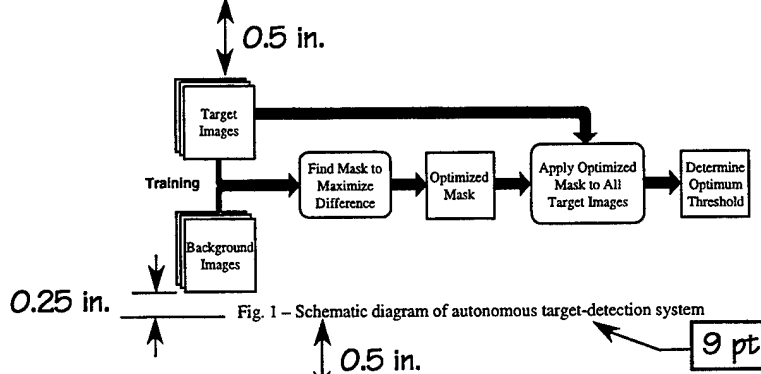 0.5 in.
Target
Images
Training
Find Mask to
Maximize
Difference
Optimized
Mask
Apply Optimized
Mask to All
Target Images
Determine
Optimum
Threshold
Background
Images
0.25 in.
Fig. 1 – Schematic diagram of autonomous target-detection system
9 pt
0.5 in.